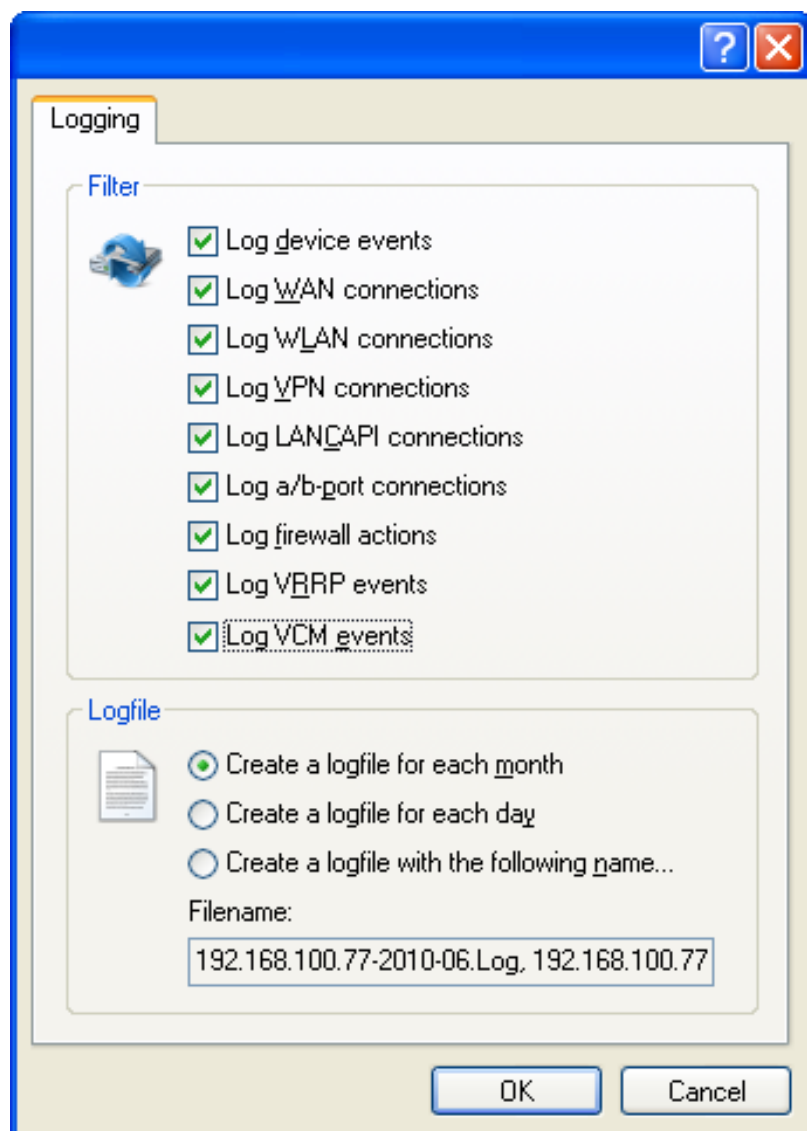 ?
Logging
Filter
Log device events
Log WAN connections
Log WLAN connections
Log VPN connections
Log LANCAPI connections
Log a/b-port connections
Log firewall actions
Log VRRP events
Log VCM events
Logfile
Create a logfile for each month
Create a logfile for each day
Create a logfile with the following name...
Filename:
192.168.100.77-2010-06.Log, 192.168.100.77
OK
Cancel